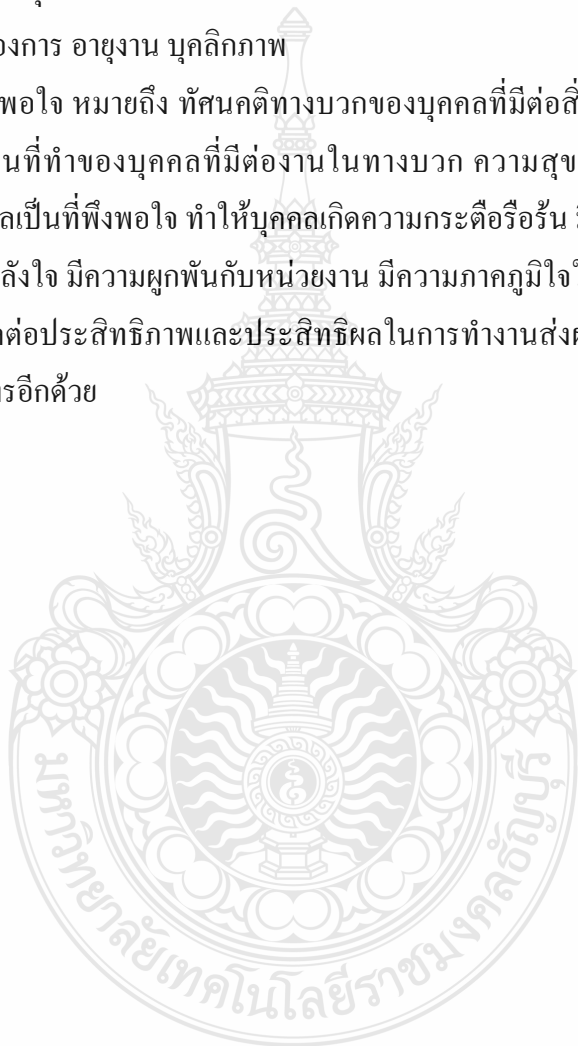 องการ อายุงาน บุคลิกภาพ
พอใจ หมายถึง ทัศนคติทางบวกของบุคคลที่มีต่อสิ่
นที่ทำของบุคคลที่มีต่องานในทางบวก ความสุข
ลเป็นที่พึงพอใจ ทำให้บุคคลเกิดความกระตือรือร้น
ลังใจ มีความผูกพันกับหน่วยงาน มีความภาคภูมิใจใ
ต่อประสิทธิภาพและประสิทธิผลในการทำงานส่งผ
รอีกด้วย
มหาวิทยาลัยเทคโนโลยีราชมงคลธัญบุรี